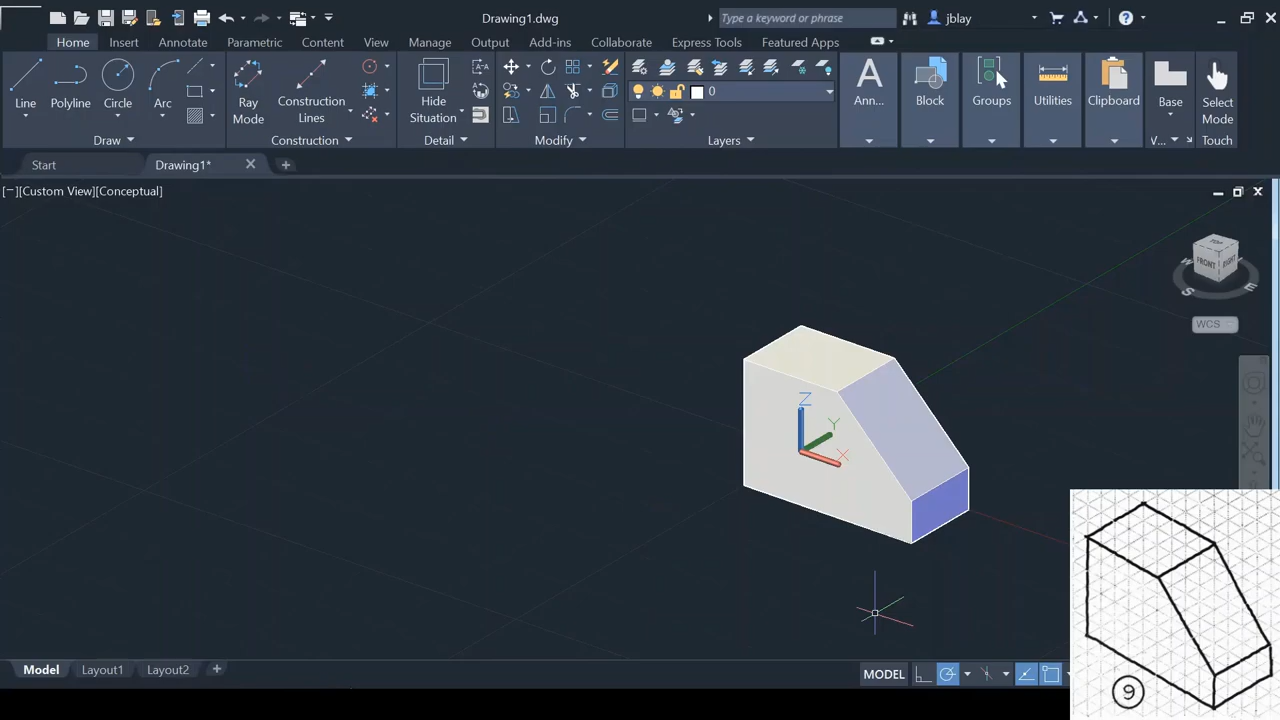 Drawing1.dwg
Type a keyword or phrase
jblay
Home Insert Annotate Parametric Content View Manage Output Add-ins Collaborate Express Tools Featured Apps
Line Polyline Circle Arc
Draw
Ray Mode
Construction Lines
Construction
Hide Situation
Detail
Modify
0
Layers
Ann...
Block
Groups
Utilities
Clipboard
Base
V...
Select Mode
Touch
Start Drawing1*
[−][Custom View][Conceptual]
TOP
FRONT RIGHT
W S E
WCS
Z
Y
X
9
Model Layout1 Layout2
MODEL